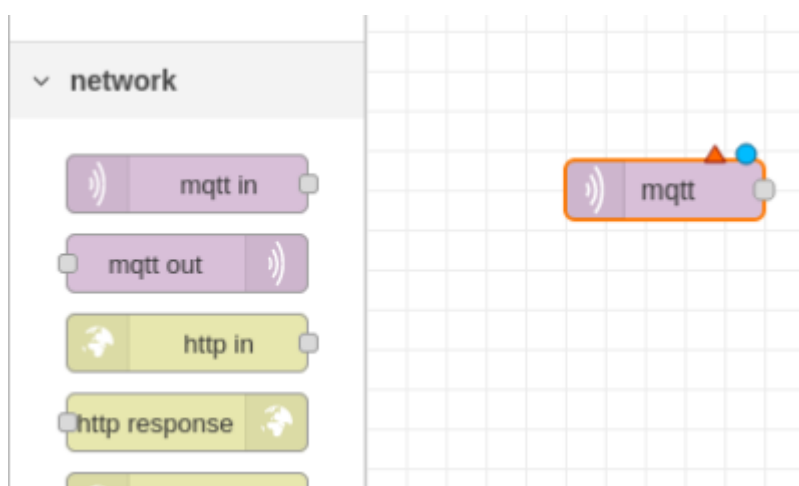 network
mqtt in
mqtt
mqtt out
http in
http response